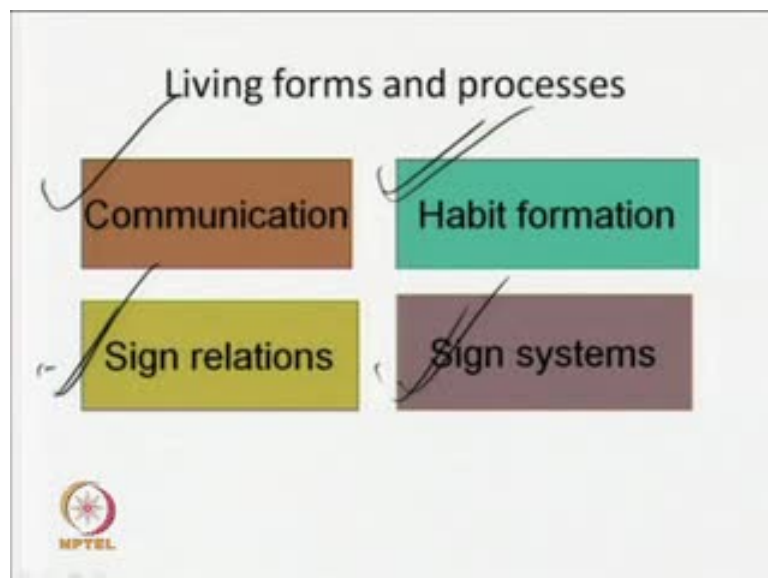 Living forms and processes
Communication
Habit formation
Sign relations
Sign systems
NPTEL